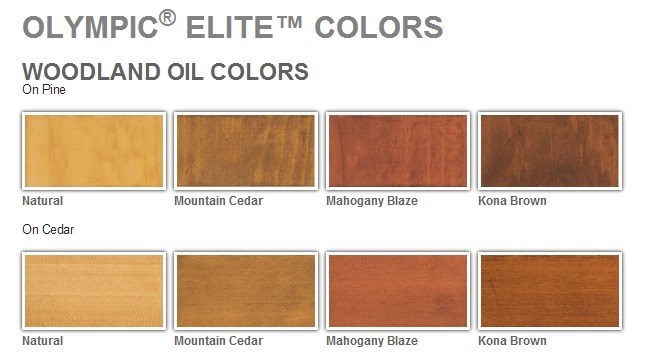 OLYMPIC® ELITE™ COLORS
WOODLAND OIL COLORS
On Pine
Natural Mountain Cedar Mahogany Blaze Kona Brown
On Cedar
Natural Mountain Cedar Mahogany Blaze Kona Brown